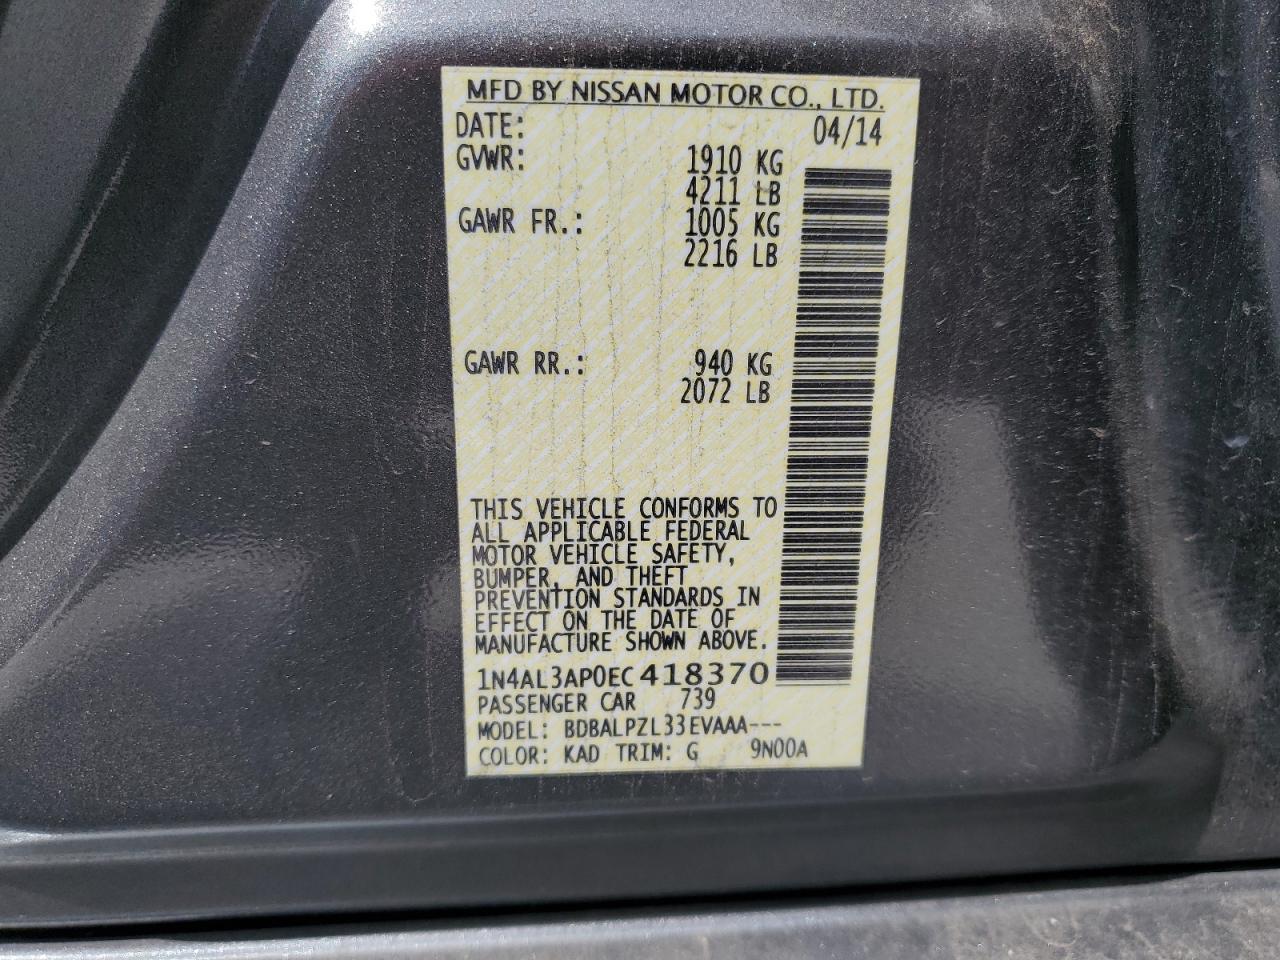 MFD BY NISSAN MOTOR CO., LTD.
DATE: 04/14
GVWR: 1910 KG
4211 LB
GAWR FR.: 1005 KG
2216 LB
GAWR RR.: 940 KG
2072 LB
THIS VEHICLE CONFORMS TO
ALL APPLICABLE FEDERAL
MOTOR VEHICLE SAFETY,
BUMPER, AND THEFT
PREVENTION STANDARDS IN
EFFECT ON THE DATE OF
MANUFACTURE SHOWN ABOVE.
1N4AL3AP0EC418370
PASSENGER CAR 739
MODEL: BDBALPZL33EVAAA---
COLOR: KAD TRIM: G 9N00A